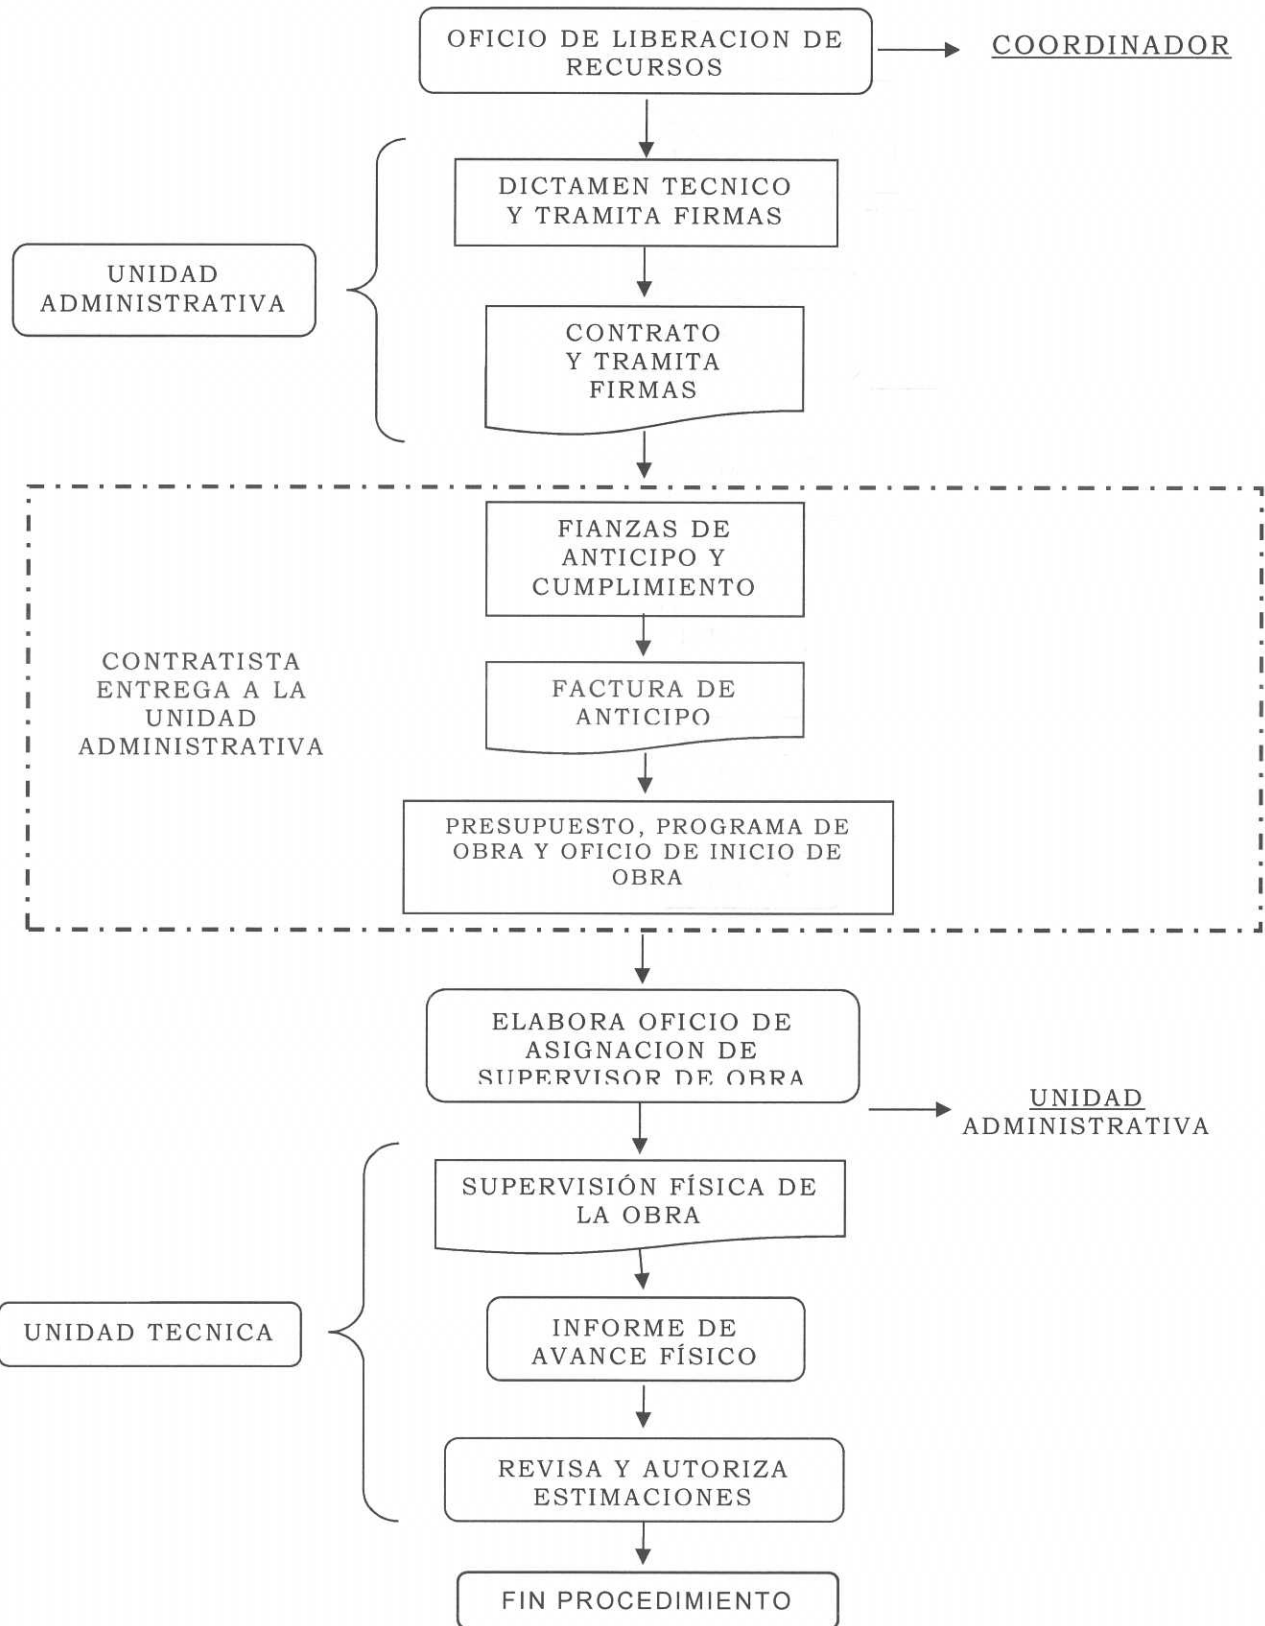 OFICIO DE LIBERACION DE
RECURSOS
COORDINADOR
DICTAMEN TECNICO
Y TRAMITA FIRMAS
UNIDAD
ADMINISTRATIVA
CONTRATO
Y TRAMITA
FIRMAS
FIANZAS DE
ANTICIPO Y
CUMPLIMIENTO
CONTRATISTA
ENTREGA A LA
UNIDAD
ADMINISTRATIVA
FACTURA DE
ANTICIPO
PRESUPUESTO, PROGRAMA DE
OBRA Y OFICIO DE INICIO DE
OBRA
ELABORA OFICIO DE
ASIGNACION DE
SUPERVISOR DE OBRA
UNIDAD
ADMINISTRATIVA
SUPERVISIÓN FÍSICA DE
LA OBRA
UNIDAD TECNICA
INFORME DE
AVANCE FÍSICO
REVISA Y AUTORIZA
ESTIMACIONES
FIN PROCEDIMIENTO